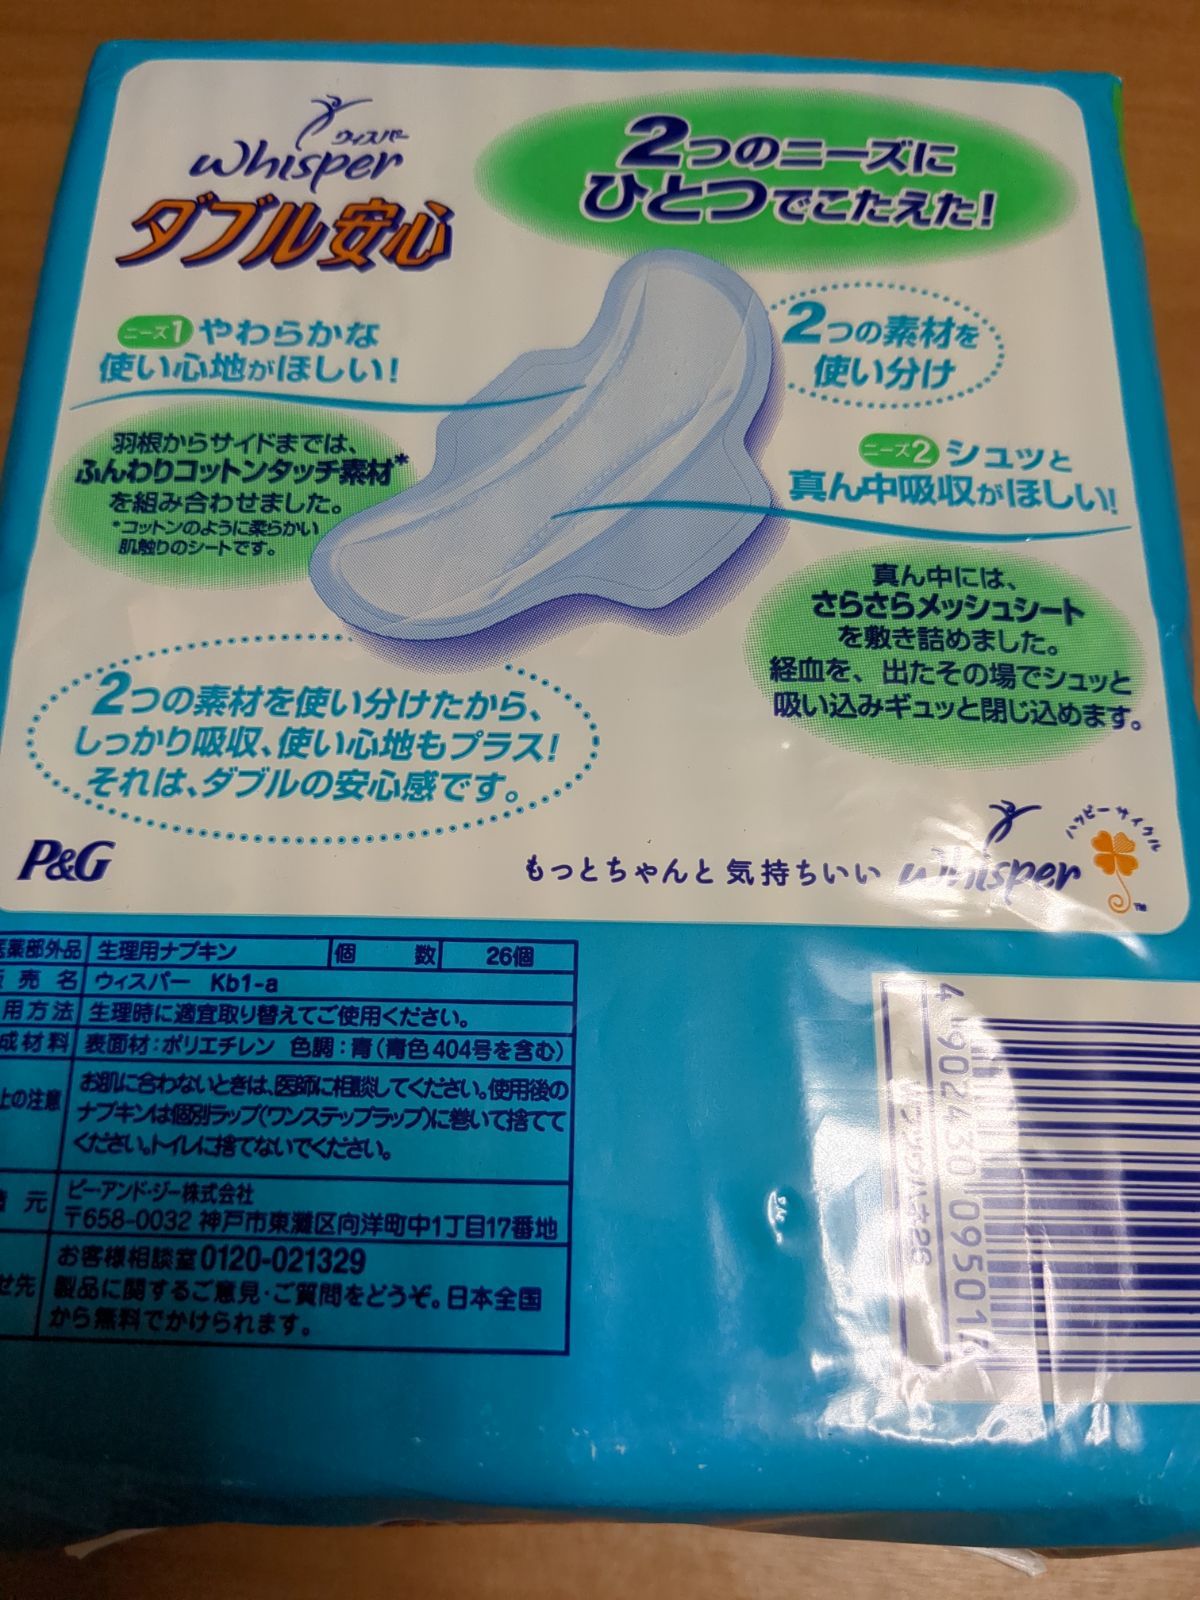 ウィスパー
whisper
ダブル安心
2つのニーズに
ひとつでこたえた!
ニーズ1 やわらかな
使い心地がほしい!
羽根からサイドまでは、
ふんわりコットンタッチ素材*
を組み合わせました。
*コットンのように柔らかい
肌触りのシートです。
2つの素材を
使い分け
ニーズ2 シュッと
真ん中吸収がほしい!
真ん中には、
さらさらメッシュシート
を敷き詰めました。
経血を、出たその場でシュッと
吸い込みギュッと閉じ込めます。
2つの素材を使い分けたから、
しっかり吸収、使い心地もプラス!
それは、ダブルの安心感です。
P&G
もっとちゃんと気持ちいい whisper
ハッピーサイクル
TM
医薬部外品 生理用ナプキン 個数 26個
売名 ウィスパー Kb1-a
用方法 生理時に適宜取り替えてご使用ください。
成材料 表面材:ポリエチレン 色調:青(青色404号を含む)
上の注意 お肌に合わないときは、医師に相談してください。使用後の
ナプキンは個別ラップ(ワンステップラップ)に巻いて捨てて
ください。トイレに捨てないでください。
元 ピー・アンド・ジー株式会社
〒658-0032 神戸市東灘区向洋町中1丁目17番地
せ先 お客様相談室0120-021329
製品に関するご意見・ご質問をどうぞ。日本全国
から無料でかけられます。
4 902430 095014